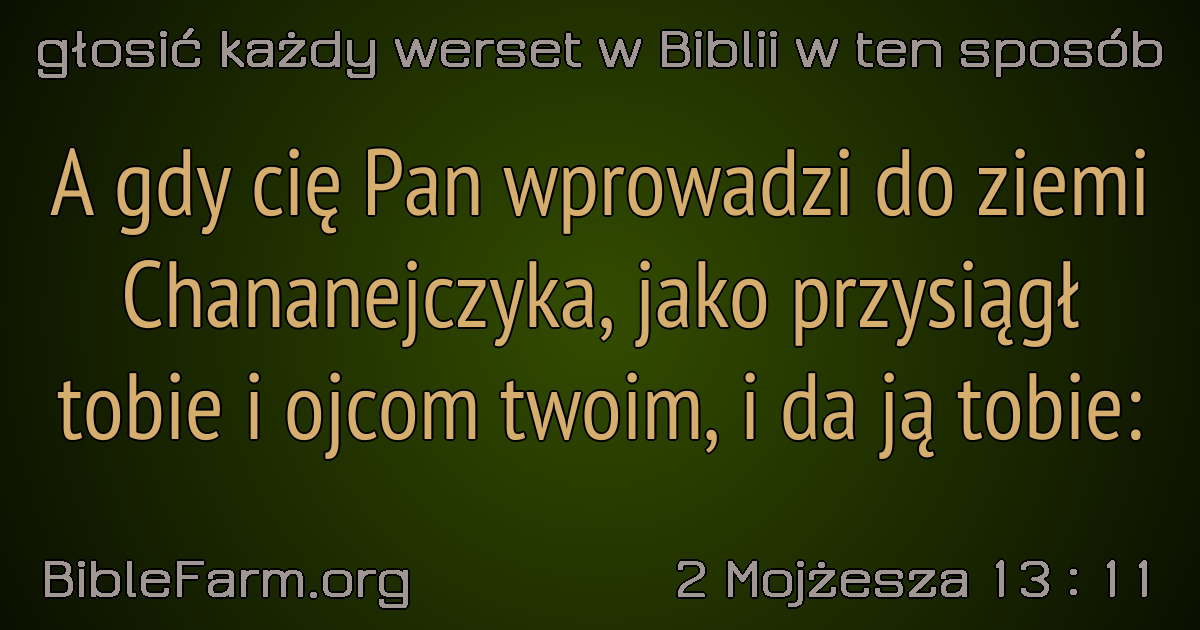 głosić każdy werset w Biblii w ten sposób
A gdy cię Pan wprowadzi do ziemi
Chananejczyka, jako przysiągł
tobie i ojcom twoim, i da ją tobie:
BibleFarm.org
2 Mojżesza 13 : 11